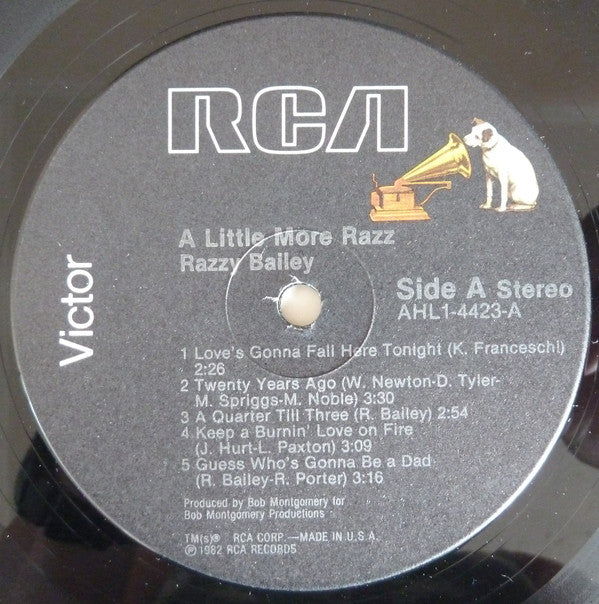 RCA
Victor
A Little More Razz
Razzy Bailey
Side A Stereo
AHL1-4423-A
1 Love's Gonna Fall Here Tonight (K. Franceschi)
2:26
2 Twenty Years Ago (W. Newton-D. Tyler-
M. Spriggs-M. Noble) 3:30
3 A Quarter Till Three (R. Bailey) 2:54
4 Keep a Burnin' Love on Fire
(J. Hurt-L. Paxton) 3:09
5 Guess Who's Gonna Be a Dad
(R. Bailey-R. Porter) 3:16
Produced by Bob Montgomery for
Bob Montgomery Productions
TM(s)® RCA CORP.—MADE IN U.S.A.
℗1982 RCA RECORDS